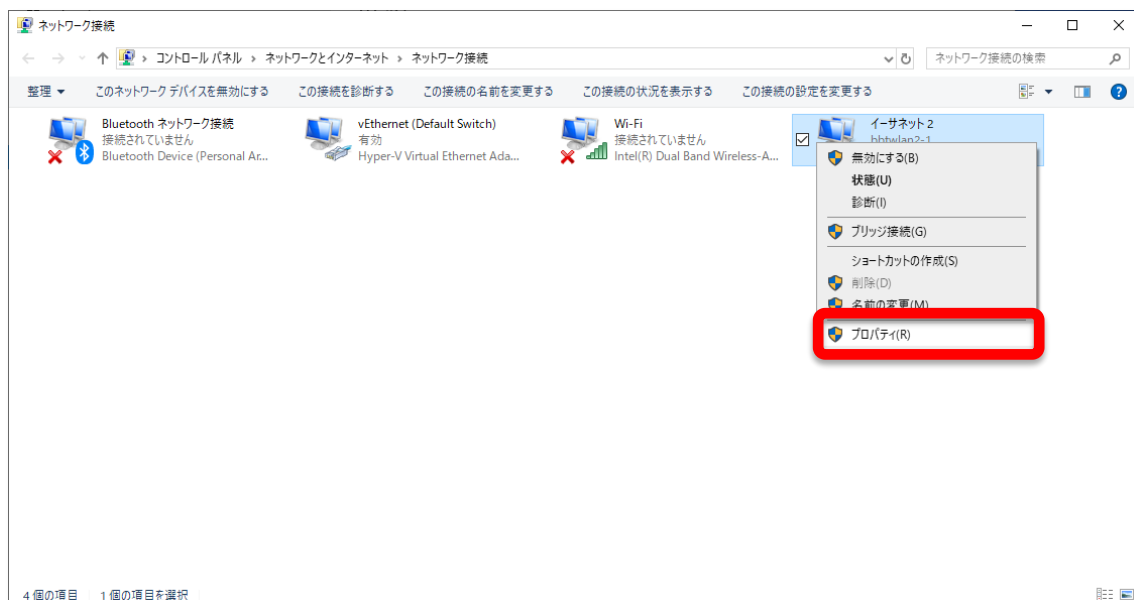 ネットワーク接続
コントロール パネル › ネットワークとインターネット › ネットワーク接続
ネットワーク接続の検索
整理 このネットワーク デバイスを無効にする この接続を診断する この接続の名前を変更する この接続の状況を表示する この接続の設定を変更する
Bluetooth ネットワーク接続
接続されていません
Bluetooth Device (Personal Ar...
vEthernet (Default Switch)
有効
Hyper-V Virtual Ethernet Ada...
Wi-Fi
接続されていません
Intel(R) Dual Band Wireless-A...
イーサネット 2
bbtwlan2-1
無効にする(B)
状態(U)
診断(I)
ブリッジ接続(G)
ショートカットの作成(S)
削除(D)
名前の変更(M)
プロパティ(R)
4 個の項目 1 個の項目を選択